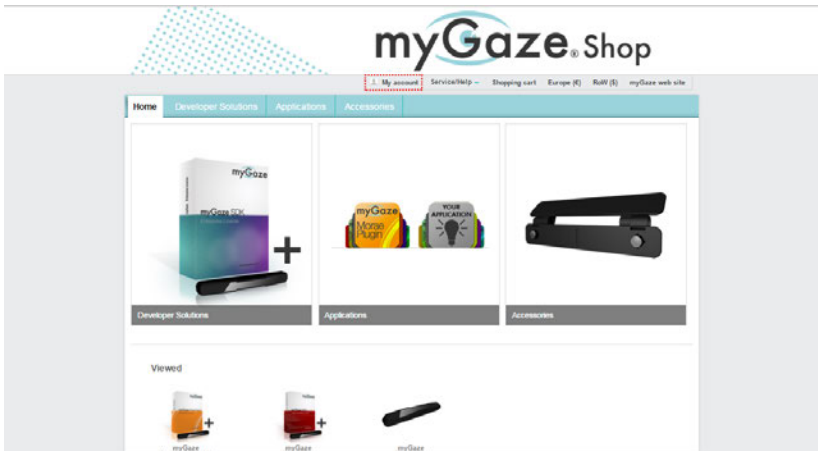 myGaze® Shop
My account Service/Help Shopping cart Europe (€) RoW ($) myGaze web site
Home Developer Solutions Applications Accessories
myGaze
myGaze SDK
myGaze
Morae
Plugin
YOUR
APPLICATION
Developer Solutions Applications Accessories
Viewed
myGaze myGaze myGaze